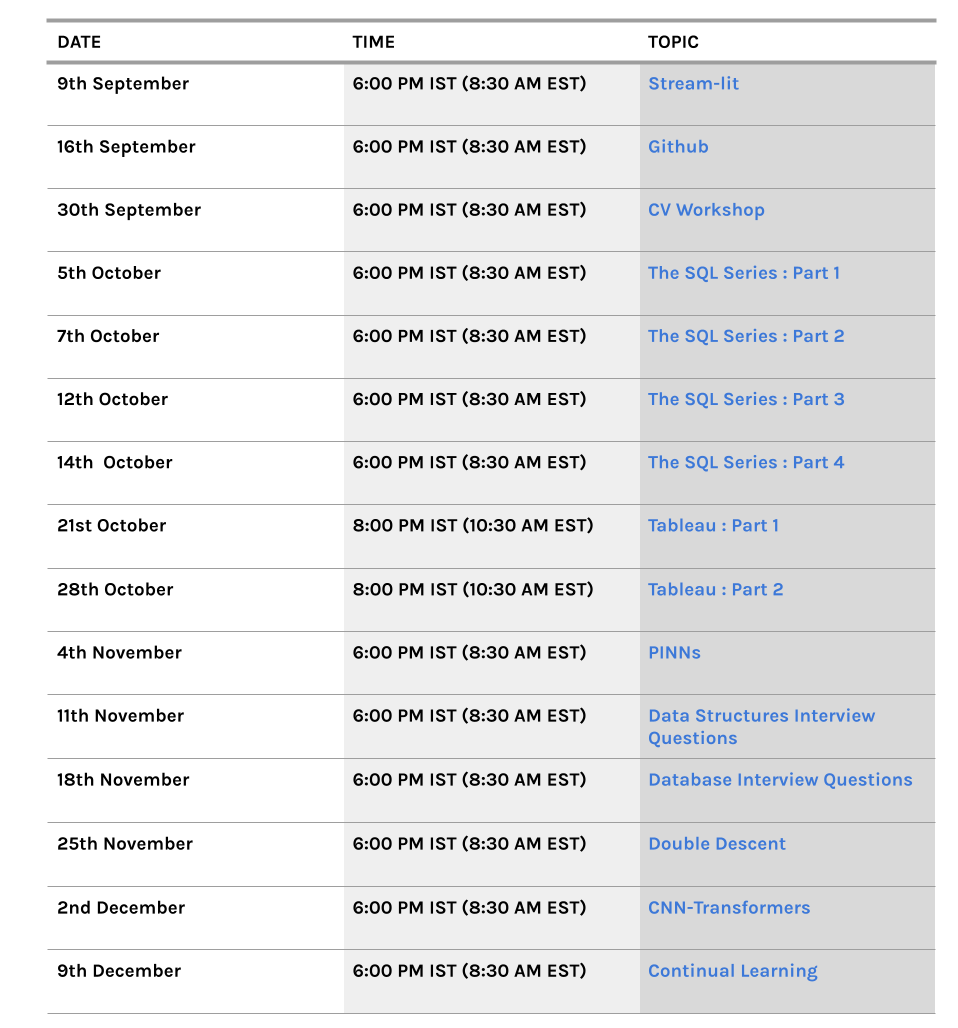 DATE TIME TOPIC
9th September 6:00 PM IST (8:30 AM EST) Stream-lit
16th September 6:00 PM IST (8:30 AM EST) Github
30th September 6:00 PM IST (8:30 AM EST) CV Workshop
5th October 6:00 PM IST (8:30 AM EST) The SQL Series : Part 1
7th October 6:00 PM IST (8:30 AM EST) The SQL Series : Part 2
12th October 6:00 PM IST (8:30 AM EST) The SQL Series : Part 3
14th  October 6:00 PM IST (8:30 AM EST) The SQL Series : Part 4
21st October 8:00 PM IST (10:30 AM EST) Tableau : Part 1
28th October 8:00 PM IST (10:30 AM EST) Tableau : Part 2
4th November 6:00 PM IST (8:30 AM EST) PINNs
11th November 6:00 PM IST (8:30 AM EST) Data Structures Interview
Questions
18th November 6:00 PM IST (8:30 AM EST) Database Interview Questions
25th November 6:00 PM IST (8:30 AM EST) Double Descent
2nd December 6:00 PM IST (8:30 AM EST) CNN-Transformers
9th December 6:00 PM IST (8:30 AM EST) Continual Learning